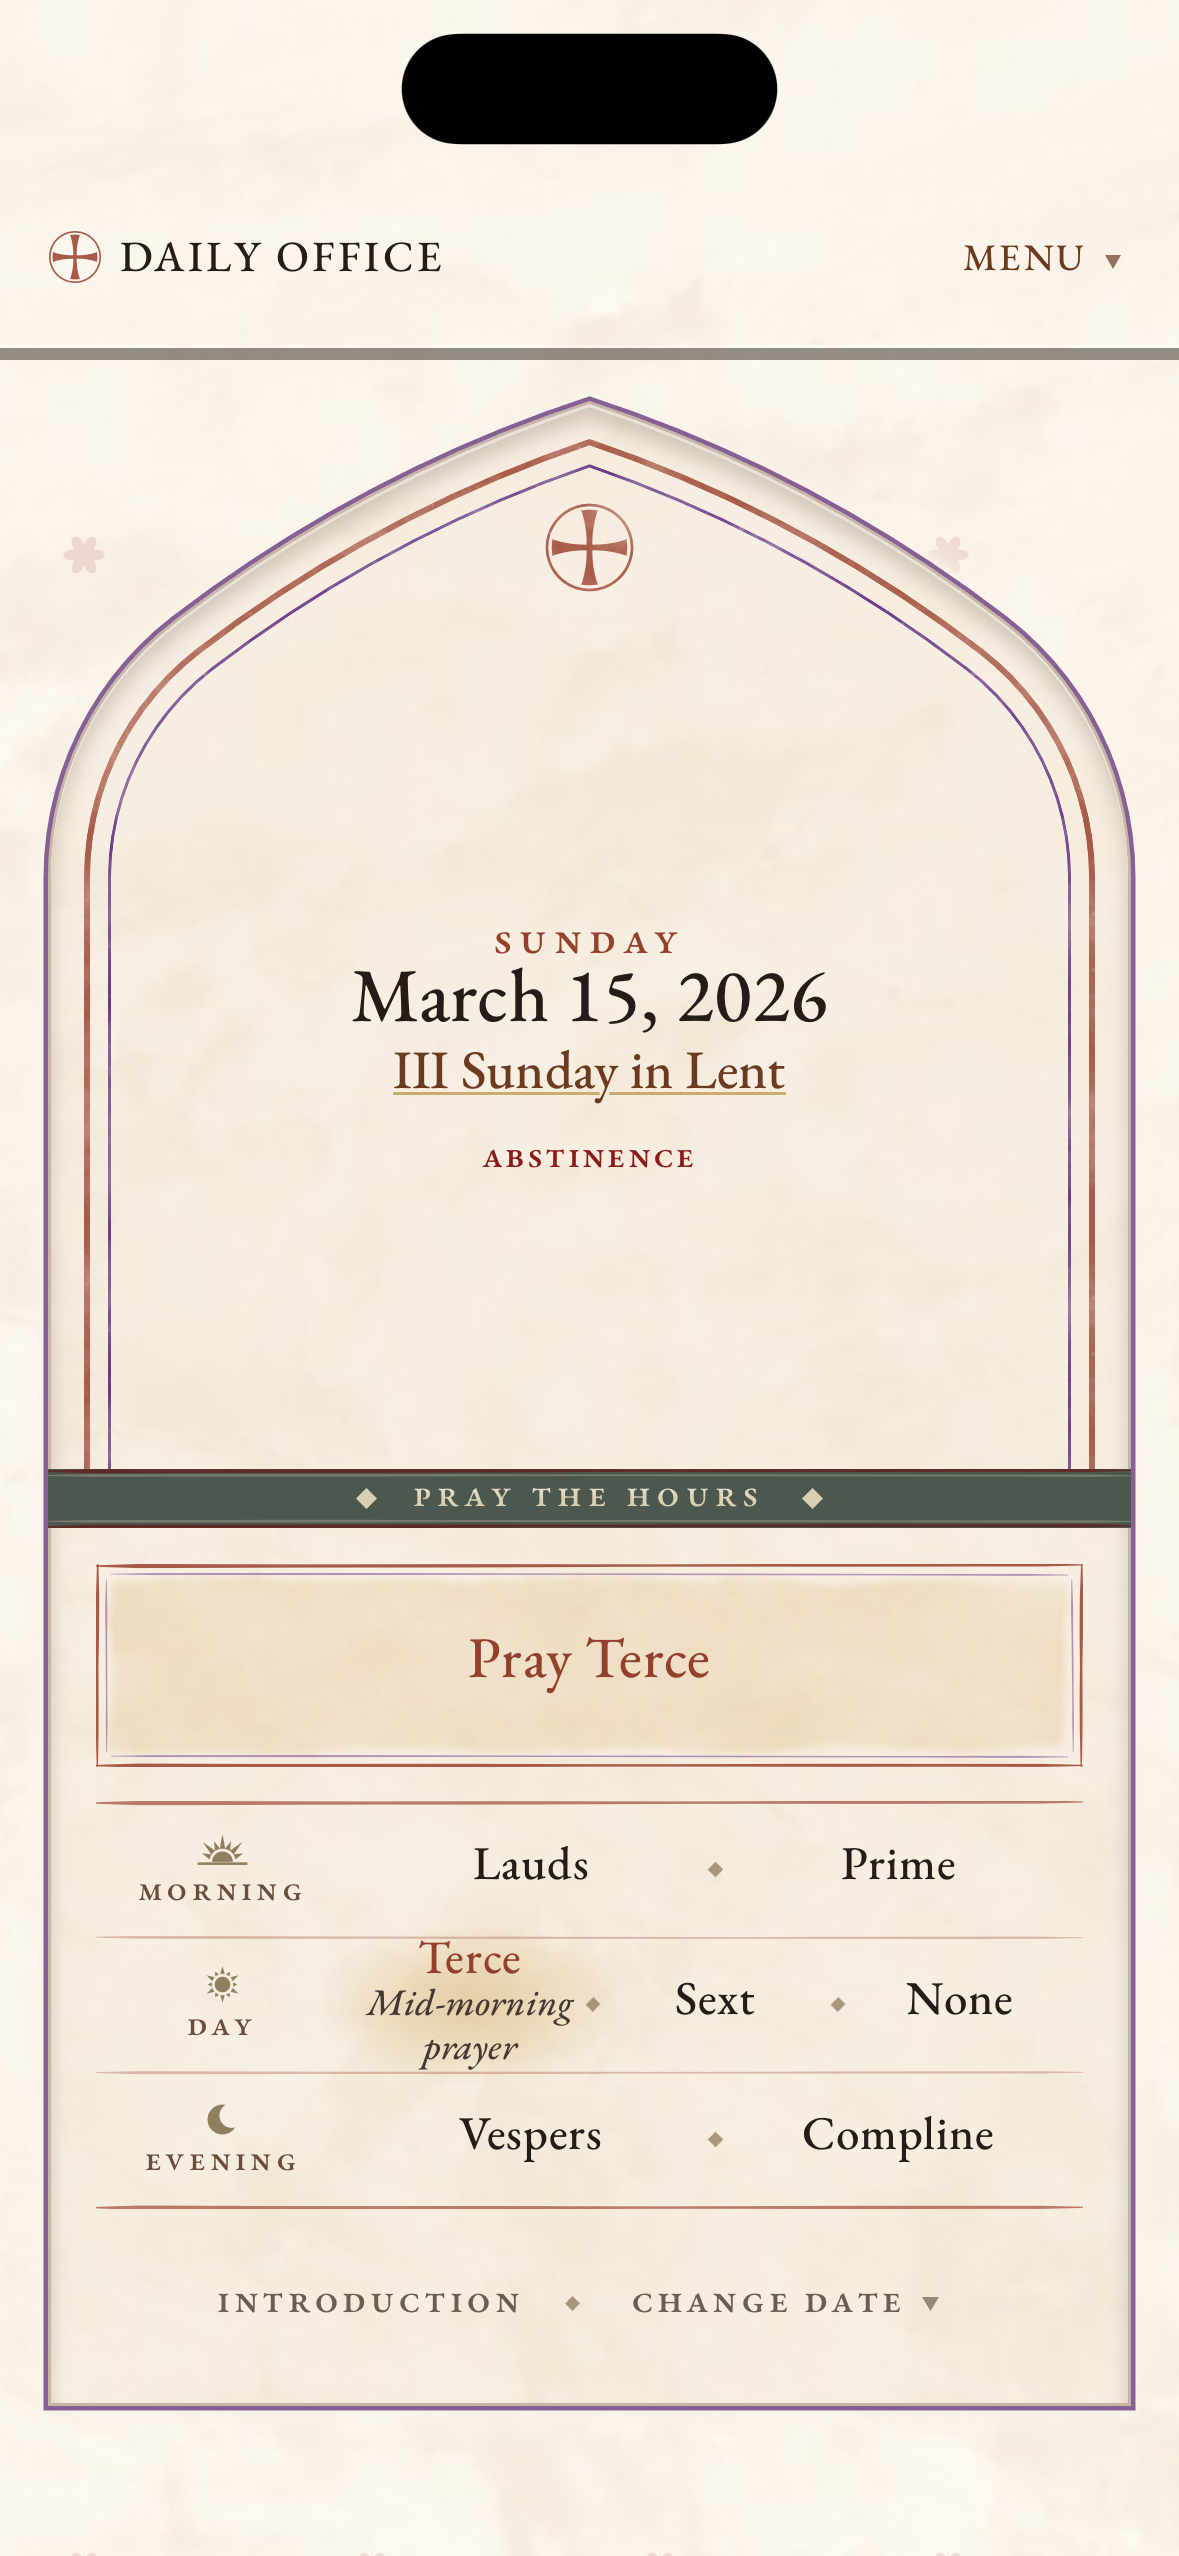 DAILY OFFICE
MENU ▼
SUNDAY
March 15, 2026
III Sunday in Lent
ABSTINENCE
◆ PRAY THE HOURS ◆
Pray Terce
MORNING
Lauds ◆ Prime
DAY
Terce
Mid-morning
prayer
◆ Sext ◆ None
EVENING
Vespers ◆ Compline
INTRODUCTION ◆ CHANGE DATE ▼